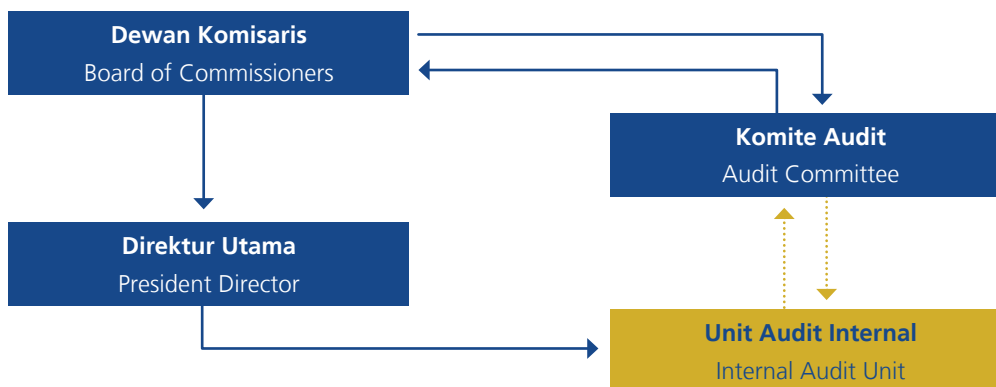 Dewan Komisaris
Board of Commissioners
Komite Audit
Audit Committee
Direktur Utama
President Director
Unit Audit Internal
Internal Audit Unit